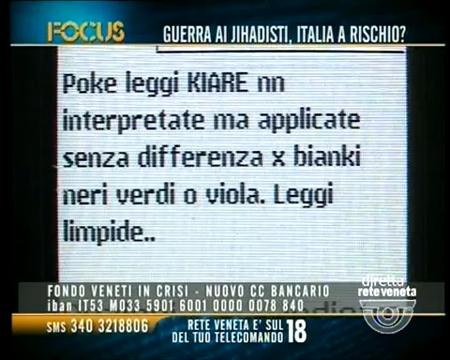 FOCUS
GUERRA AI JIHADISTI, ITALIA A RISCHIO?
Poke leggi KIARE nn
interpretate ma applicate
senza differenza x bianki
neri verdi o viola. Leggi
limpide..
diretta
reteveneta
FONDO VENETI IN CRISI - NUOVO CC BANCARIO
iban IT53 M033 5901 6001 0000 0078 840
SMS 340 3218806
RETE VENETA E' SUL
DEL TUO TELECOMANDO 18